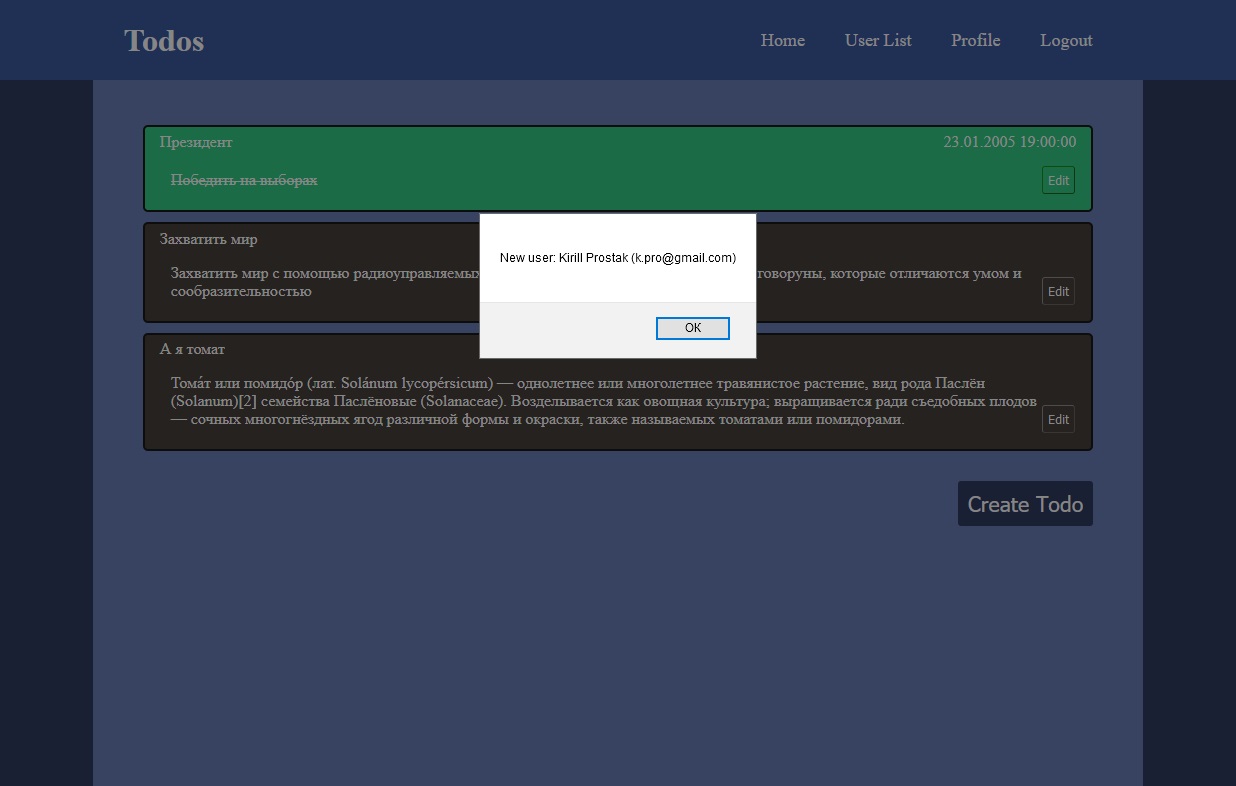 Todos
Home User List Profile Logout
Президент 23.01.2005 19:00:00
Победить на выборах Edit
Захватить мир
Захватить мир с помощью радиоуправляемых говоруны, которые отличаются умом и
сообразительностью Edit
New user: Kirill Prostak (k.pro@gmail.com)
OK
А я томат
Тома́т или помидо́р (лат. Solánum lycopérsicum) — однолетнее или многолетнее травянистое растение, вид рода Паслён
(Solanum)[2] семейства Паслёновые (Solanaceae). Возделывается как овощная культура; выращивается ради съедобных плодов
— сочных многогнёздных ягод различной формы и окраски, также называемых томатами или помидорами. Edit
Create Todo